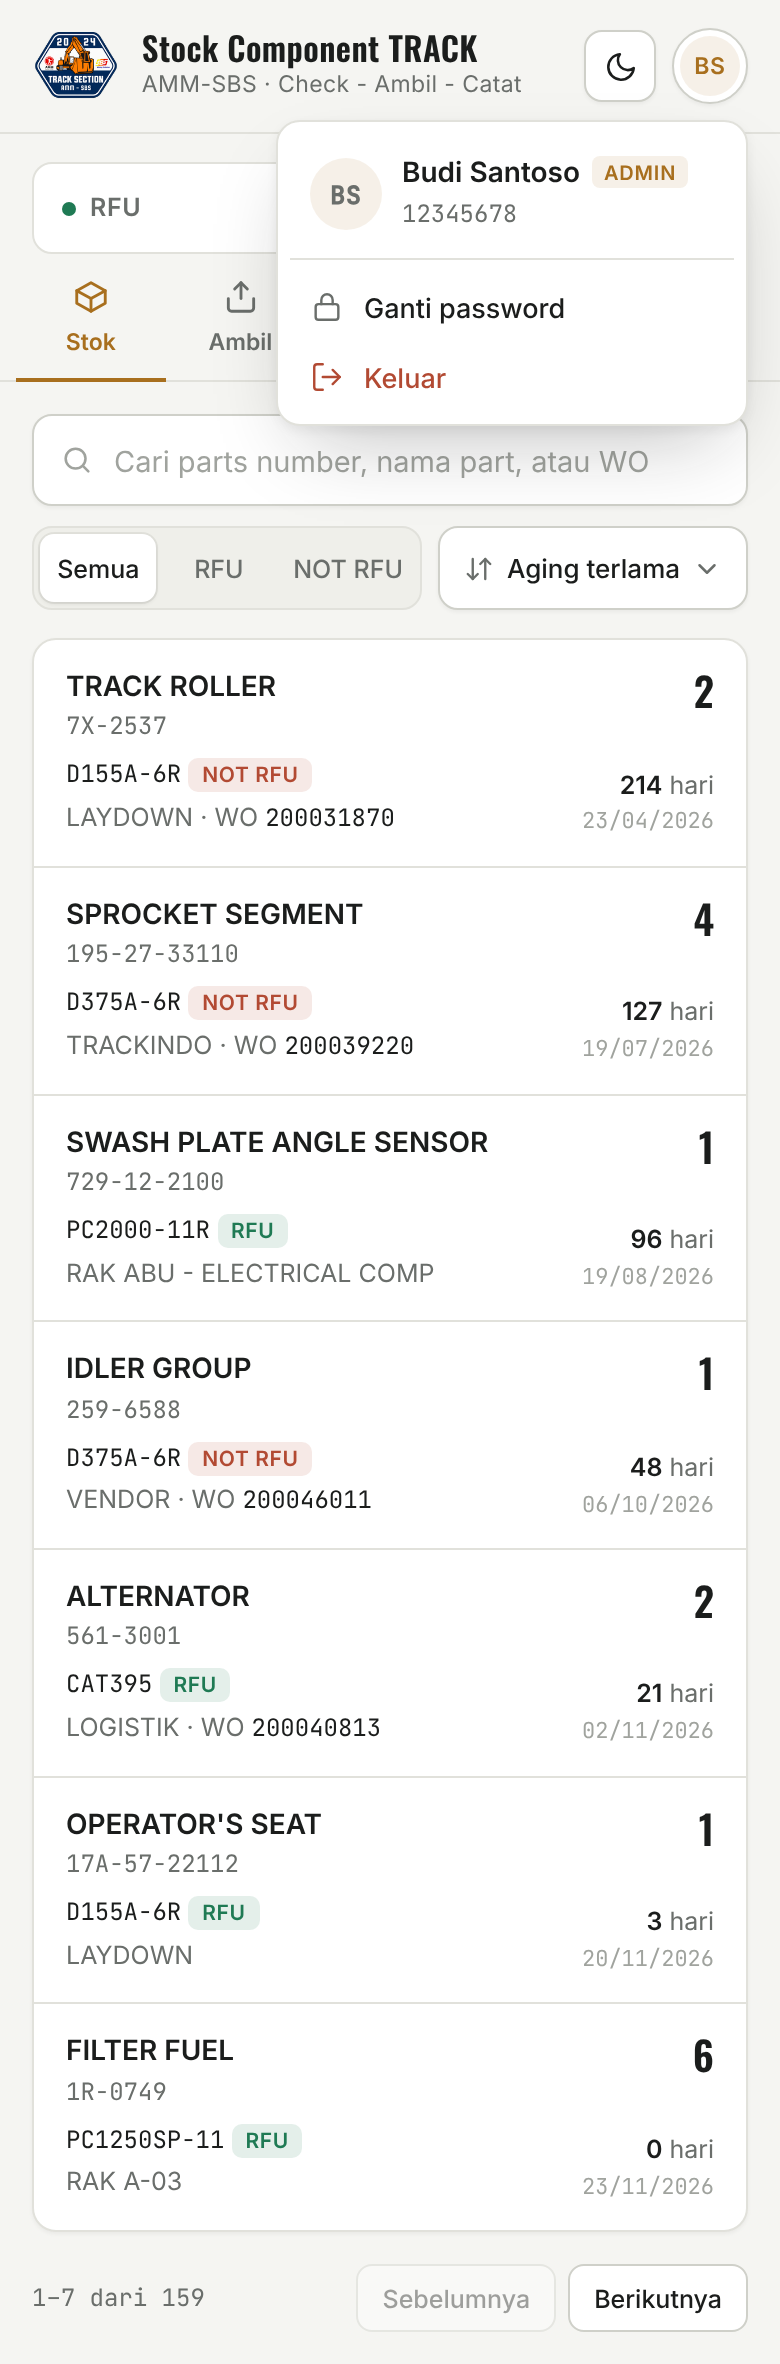 20 24
TRACK SECTION
AMM - SBS
Stock Component TRACK
AMM-SBS · Check - Ambil - Catat
BS
BS
Budi Santoso ADMIN
12345678
Ganti password
Keluar
RFU
Stok
Ambil
Cari parts number, nama part, atau WO
Semua
RFU
NOT RFU
Aging terlama
TRACK ROLLER
2
7X-2537
D155A-6R NOT RFU
214 hari
LAYDOWN · WO 200031870
23/04/2026
SPROCKET SEGMENT
4
195-27-33110
D375A-6R NOT RFU
127 hari
TRACKINDO · WO 200039220
19/07/2026
SWASH PLATE ANGLE SENSOR
1
729-12-2100
PC2000-11R RFU
96 hari
RAK ABU - ELECTRICAL COMP
19/08/2026
IDLER GROUP
1
259-6588
D375A-6R NOT RFU
48 hari
VENDOR · WO 200046011
06/10/2026
ALTERNATOR
2
561-3001
CAT395 RFU
21 hari
LOGISTIK · WO 200040813
02/11/2026
OPERATOR'S SEAT
1
17A-57-22112
D155A-6R RFU
3 hari
LAYDOWN
20/11/2026
FILTER FUEL
6
1R-0749
PC1250SP-11 RFU
0 hari
RAK A-03
23/11/2026
1–7 dari 159
Sebelumnya
Berikutnya